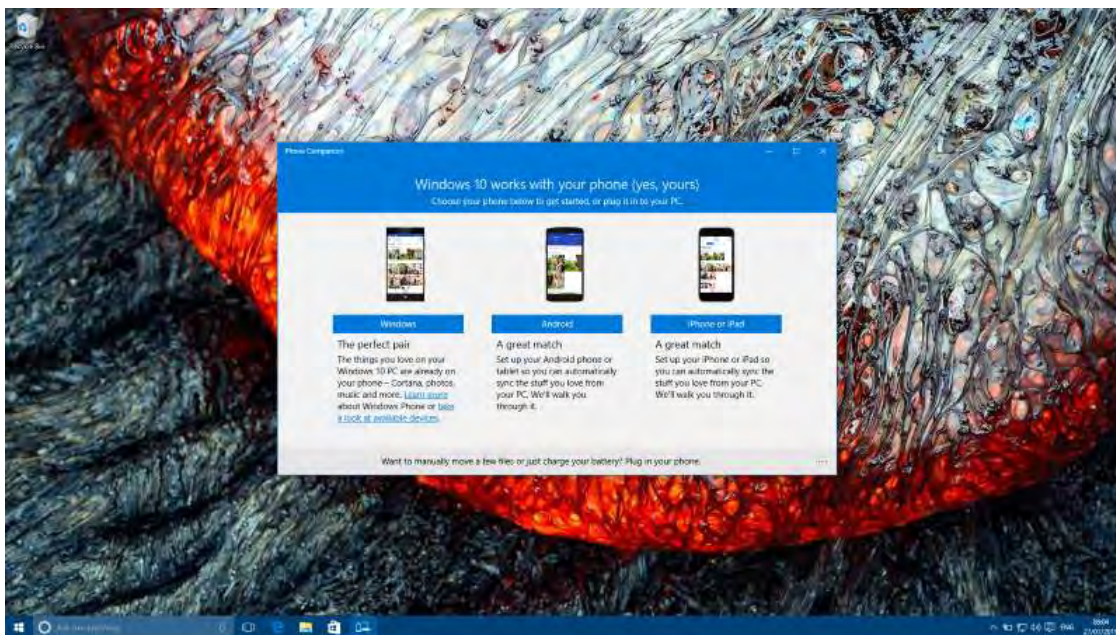 Phone Companion
Windows 10 works with your phone (yes, yours)
Choose your phone below to get started, or plug it in to your PC.
Windows
The perfect pair
The things you love on your
Windows 10 PC are already on
your phone – Cortana, photos,
music and more. Learn more
about Windows Phone or take
a look at available devices.
Android
A great match
Set up your Android phone or
tablet so you can automatically
sync the stuff you love from
your PC. We'll walk you
through it.
iPhone or iPad
A great match
Set up your iPhone or iPad so
you can automatically sync the
stuff you love from your PC.
We'll walk you through it.
Want to manually move a few files or just charge your battery? Plug in your phone.
ENG